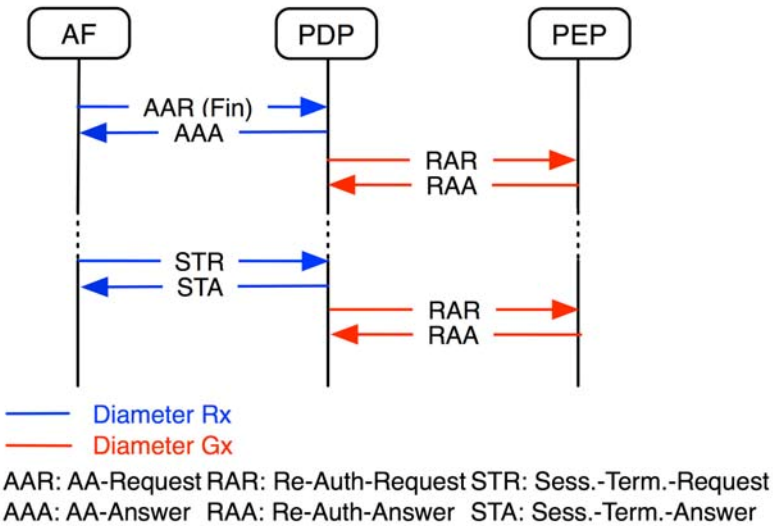 AF PDP PEP
AAR (Fin)
AAA
RAR
RAA
STR
STA
RAR
RAA
Diameter Rx
Diameter Gx
AAR: AA-Request RAR: Re-Auth-Request STR: Sess.-Term.-Request
AAA: AA-Answer RAA: Re-Auth-Answer STA: Sess.-Term.-Answer